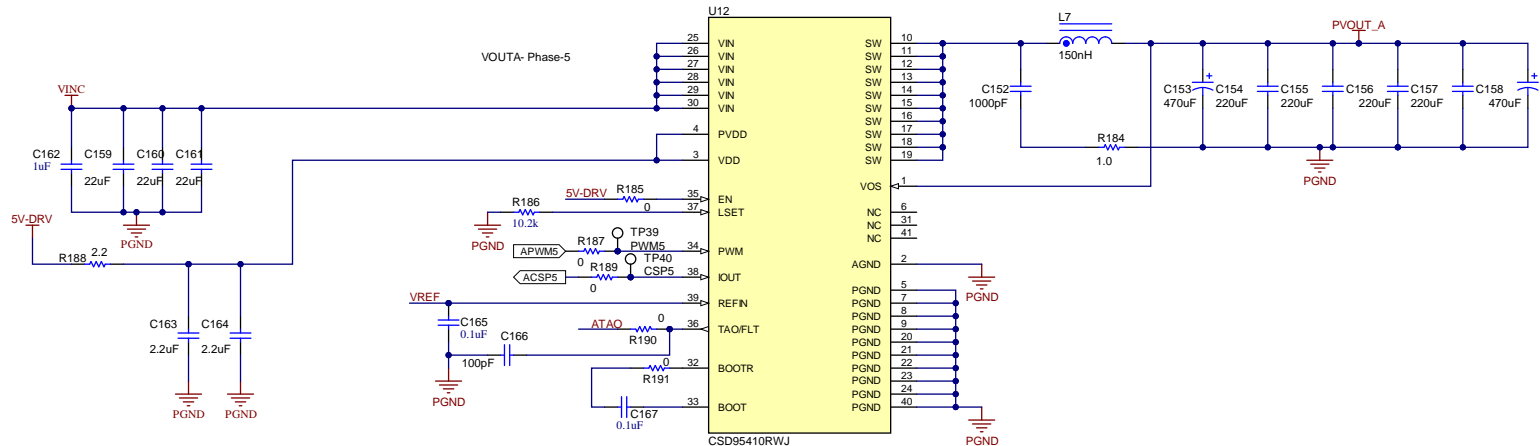 U12
L7
PVOUT_A
VOUTA- Phase-5
150nH
VINC
25 VIN SW 10
26 VIN SW 11
27 VIN SW 12
28 VIN SW 13
29 VIN SW 14
30 VIN SW 15
SW 16
4 PVDD SW 17
SW 18
3 VDD SW 19
C152
1000pF
C153
470uF
C154
220uF
C155
220uF
C156
220uF
C157
220uF
C158
470uF
R184
1.0
PGND
C162
1uF
C159
22uF
C160
22uF
C161
22uF
PGND
VOS 1
5V-DRV R185 0 35 EN
R186 10.2k 37 LSET
PGND
NC 6
NC 31
NC 41
5V-DRV
R188 2.2
APWM5 R187 0 TP39 PWM5 34 PWM
ACSP5 R189 0 TP40 CSP5 38 IOUT
AGND 2
PGND
VREF 39 REFIN
C165
0.1uF
ATAO R190 0 36 TAO/FLT
C166
100pF
PGND
C163
2.2uF
C164
2.2uF
PGND
PGND
PGND 5
PGND 7
PGND 8
PGND 9
PGND 20
PGND 21
PGND 22
PGND 23
PGND 24
PGND 40
PGND
0 32 BOOTR
R191
33 BOOT
C167
0.1uF
CSD95410RWJ